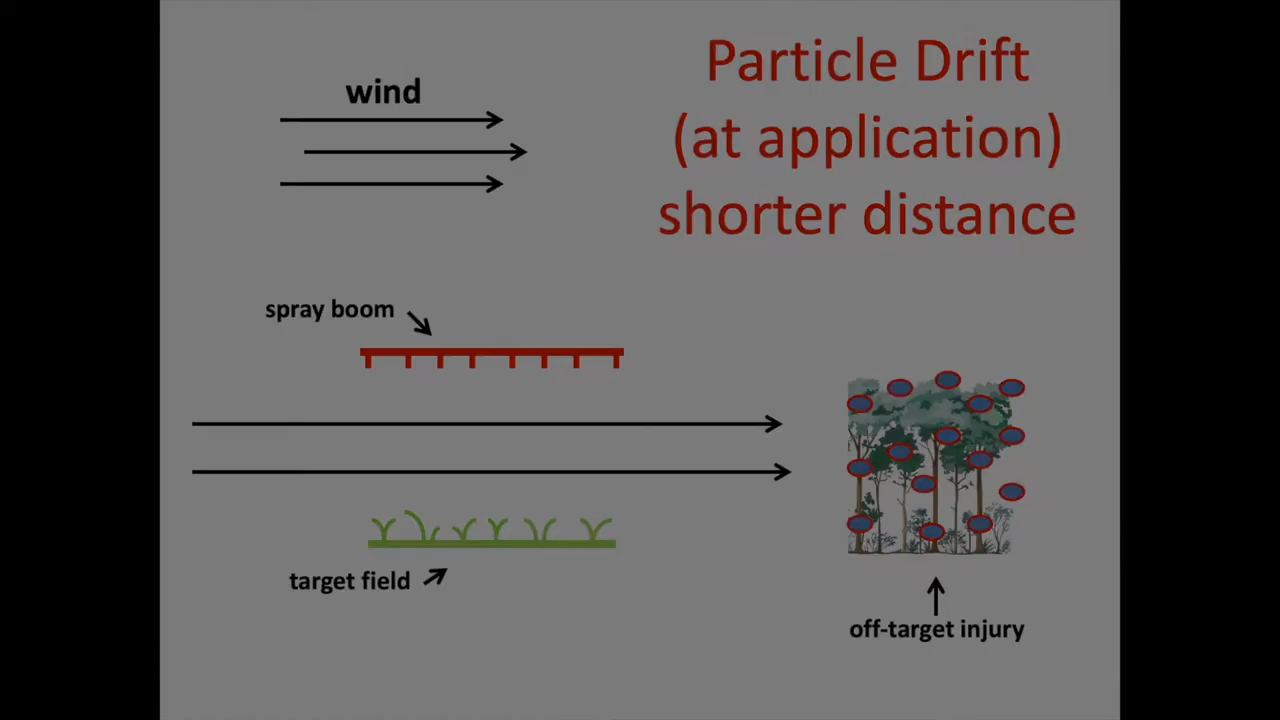 Particle Drift
(at application)
shorter distance
wind
spray boom
target field
off-target injury